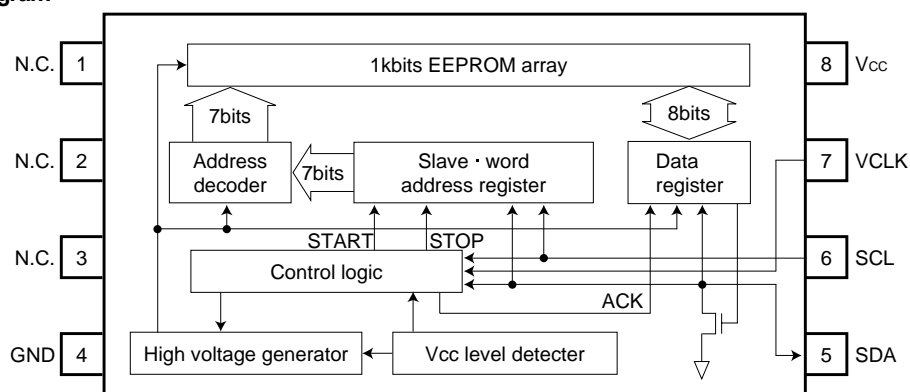 N.C. 1
1kbits EEPROM array
8 Vcc
7bits
8bits
N.C. 2
Address
decoder
7bits
Slave · word
address register
Data
register
7 VCLK
START
STOP
N.C. 3
Control logic
6 SCL
ACK
GND 4
High voltage generator
Vcc level detecter
5 SDA